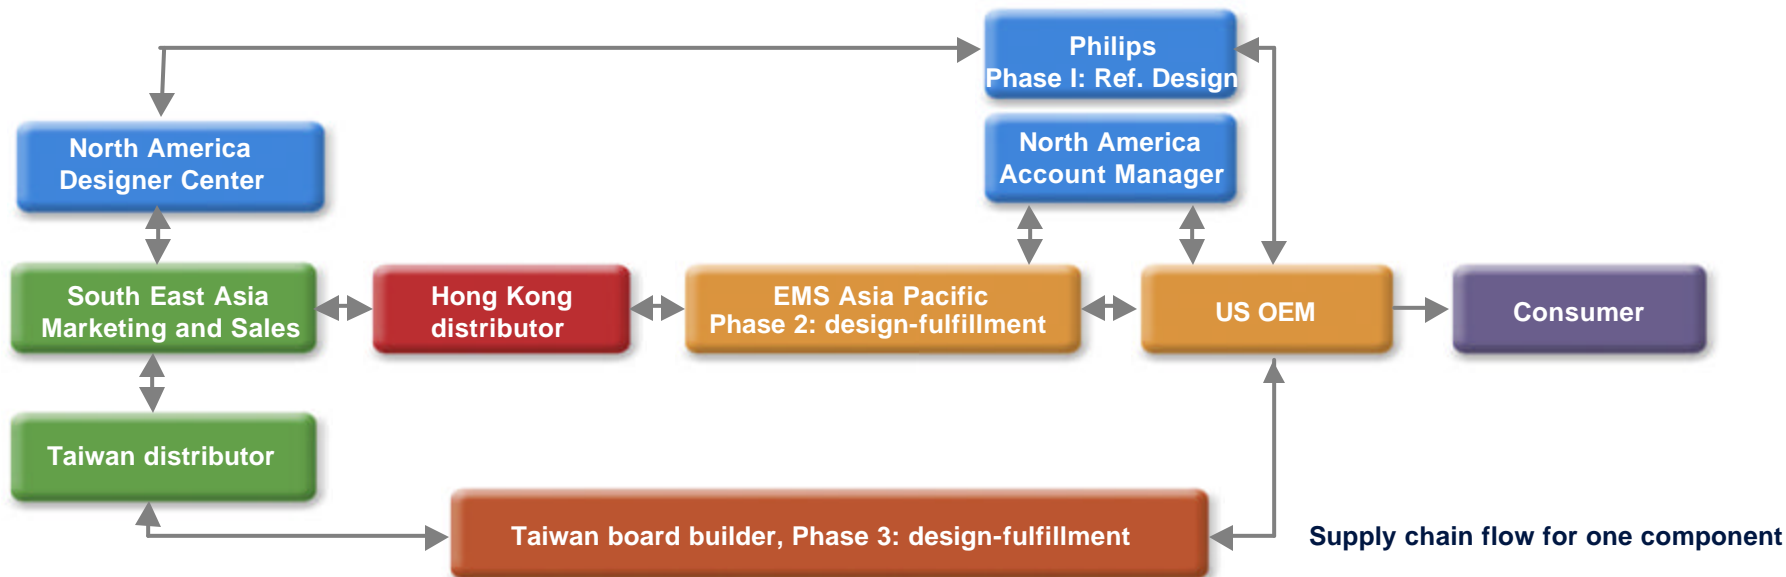 Philips
Phase I: Ref. Design
North America
Designer Center
North America
Account Manager
South East Asia
Marketing and Sales
Hong Kong
distributor
EMS Asia Pacific
Phase 2: design-fulfillment
US OEM
Consumer
Taiwan distributor
Taiwan board builder, Phase 3: design-fulfillment
Supply chain flow for one component